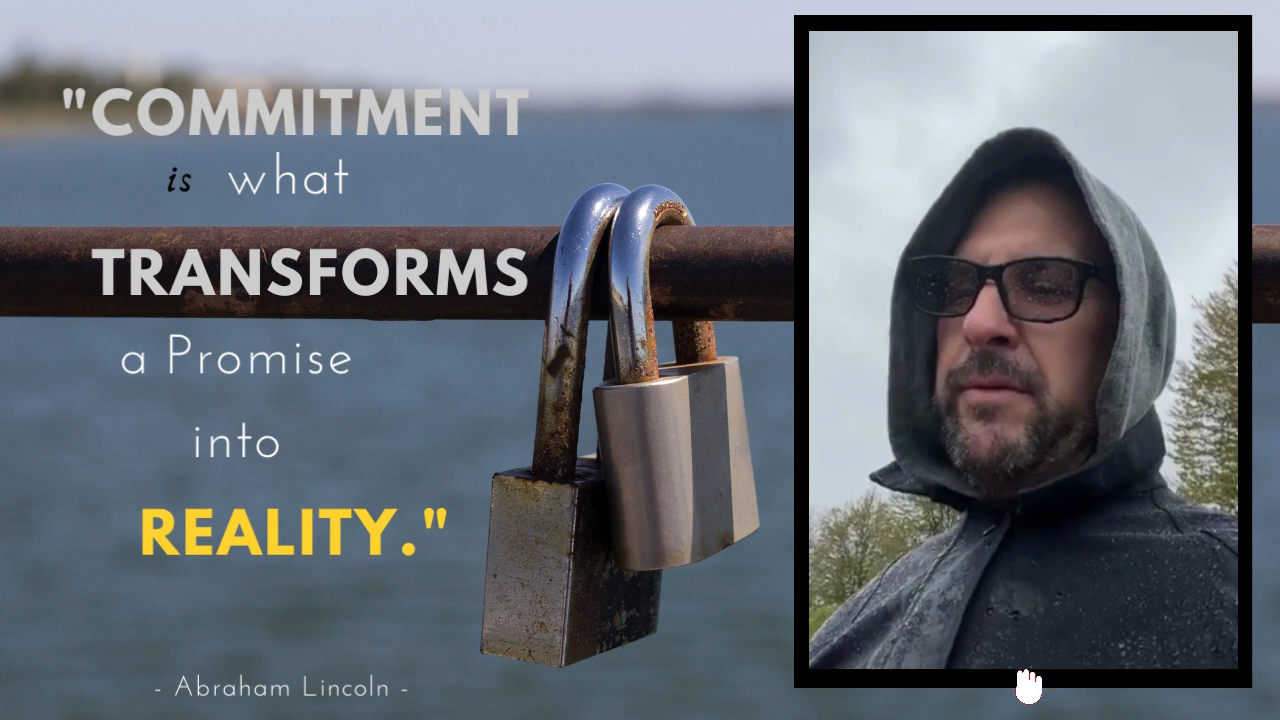 "COMMITMENT
is what
TRANSFORMS
a Promise
into
REALITY."
- Abraham Lincoln -